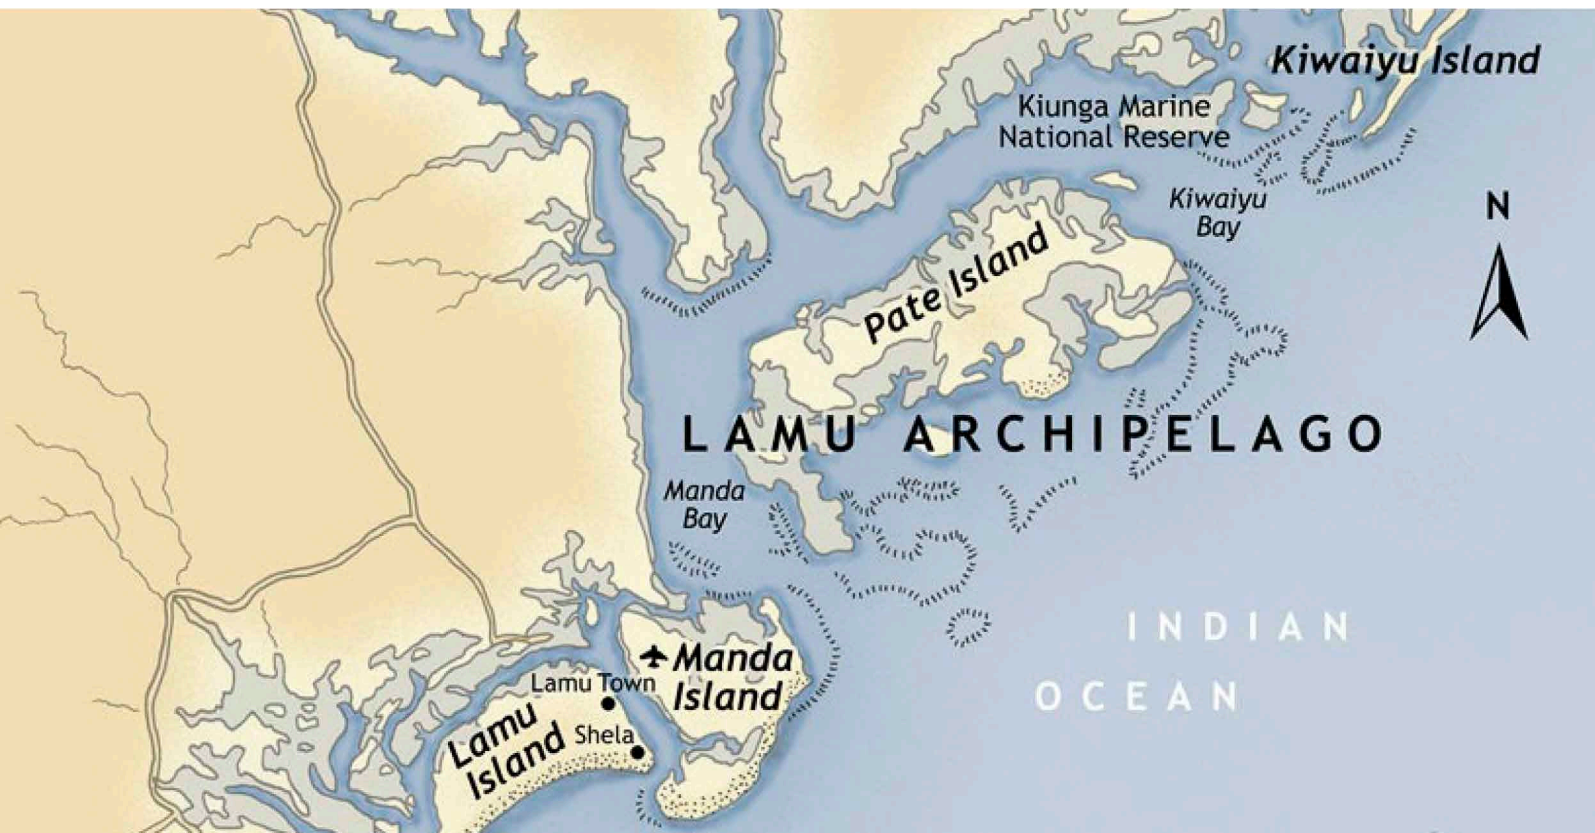 Kiwaiyu Island
Kiunga Marine
National Reserve
Kiwaiyu
Bay
N
Pate Island
LAMU ARCHIPELAGO
Manda
Bay
INDIAN
OCEAN
Manda
Island
Lamu Town
Lamu
Island
Shela